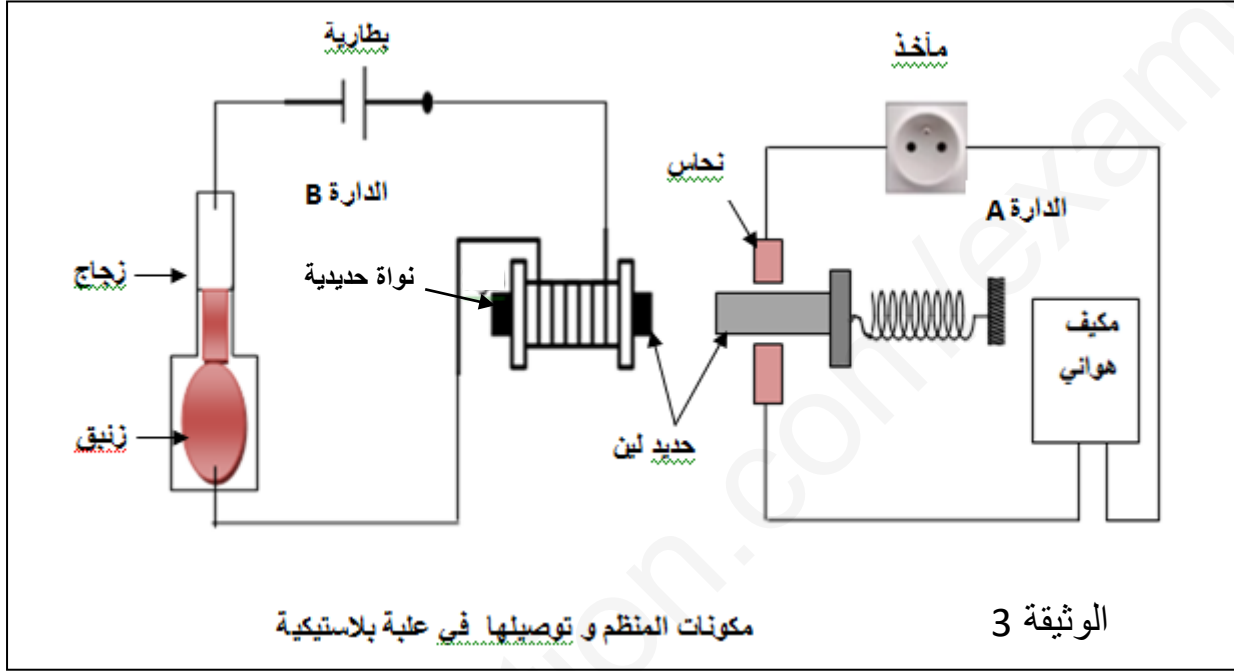 بطارية
مأخذ
نحاس
الدارة B
الدارة A
زجاج
نواة حديدية
مكيف
هوائي
زئبق
حديد لين
مكونات المنظم و توصيلها في علبة بلاستيكية
الوثيقة 3